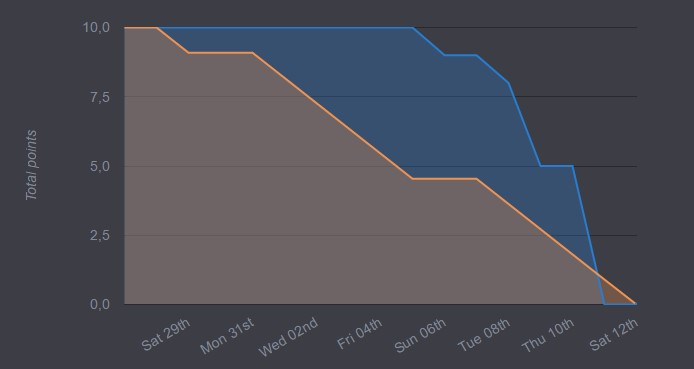 10,0
7,5
5,0
2,5
0,0
Total points
Sat 29th
Mon 31st
Wed 02nd
Fri 04th
Sun 06th
Tue 08th
Thu 10th
Sat 12th